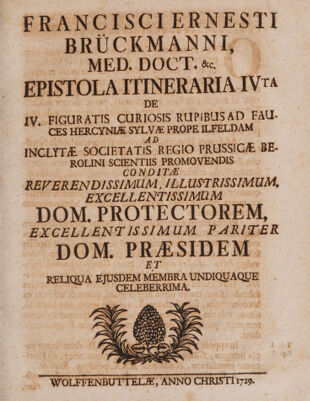 FRANCISCI ERNESTI
BRÜCKMANNI,
MED. DOCT. &c.
EPISTOLA ITINERARIA IVTA
DE
IV. FIGURATIS CURIOSIS RUPIBUS AD FAU-
CES HERCYNIÆ SYLVÆ PROPE ILFELDAM
AD
INCLYTÆ SOCIETATIS REGIO PRUSSICÆ BE-
ROLINI SCIENTIIS PROMOVENDIS
CONDITÆ
REVERENDISSIMUM, ILLUSTRISSIMUM,
EXCELLENTISSIMUM
DOM. PROTECTOREM,
EXCELLENTISSIMUM PARITER
DOM. PRÆSIDEM
ET
RELIQUA EJUSDEM MEMBRA UNDIQUAQUE
CELEBERRIMA.
WOLFFENBUTTELÆ, ANNO CHRISTI 1729.